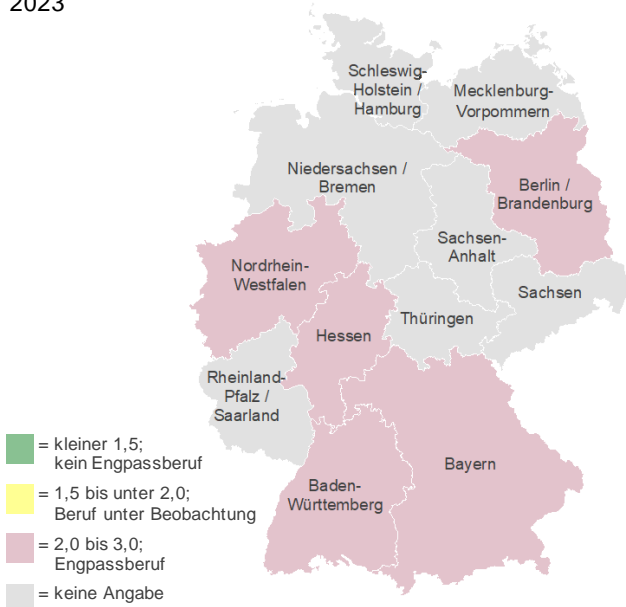 2023
Schleswig-
Holstein /
Hamburg
Mecklenburg-
Vorpommern
Niedersachsen /
Bremen
Berlin /
Brandenburg
Sachsen-
Anhalt
Nordrhein-
Westfalen
Sachsen
Thüringen
Hessen
Rheinland-
Pfalz /
Saarland
Bayern
Baden-
Württemberg
= kleiner 1,5;
kein Engpassberuf
= 1,5 bis unter 2,0;
Beruf unter Beobachtung
= 2,0 bis 3,0;
Engpassberuf
= keine Angabe